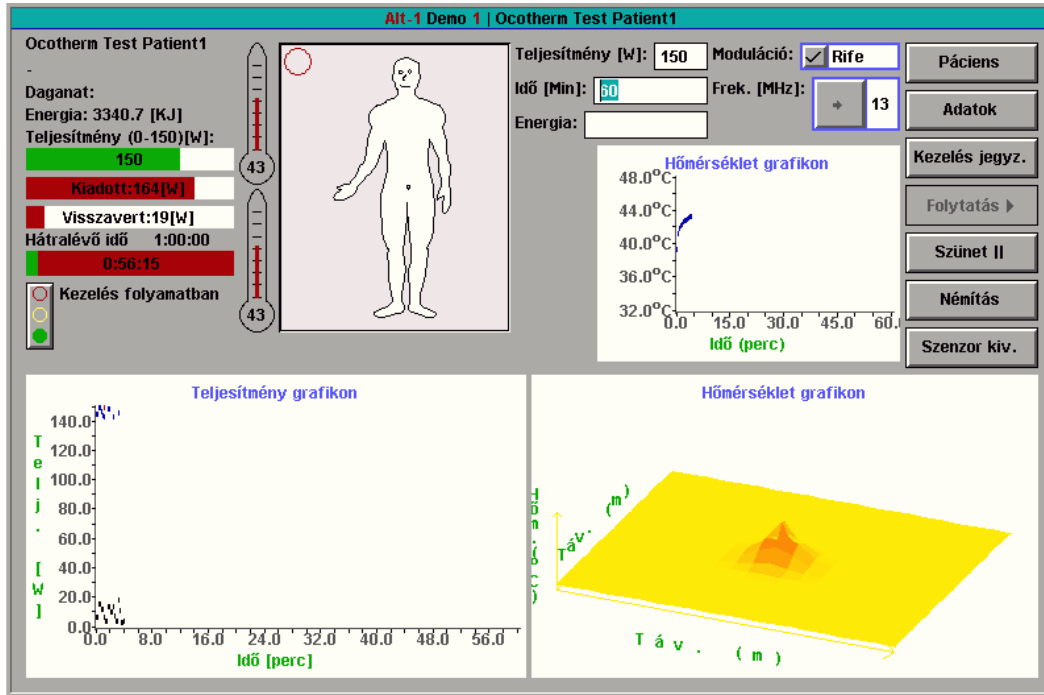 Alt-1 Demo 1 | Ocotherm Test Patient1
Ocotherm Test Patient1
-
Daganat:
Energia: 3340.7 [KJ]
Teljesítmény (0-150)[W]:
150
Kiadott:164[W]
Visszavert:19[W]
Hátralévő idő 1:00:00
0:56:15
Kezelés folyamatban
43
43
Teljesítmény [W]: 150
Idő [Min]: 60
Energia:
Moduláció: Rife
Frek. [MHz]: 13
Páciens
Adatok
Kezelés jegyz.
Folytatás
Szünet II
Némítás
Szenzor kiv.
Hőmérséklet grafikon
48.0°C
44.0°C
40.0°C
36.0°C
32.0°C
0.0 15.0 30.0 45.0 60.
Idő (perc)
Teljesítmény grafikon
Telj. [W]
140.0
120.0
100.0
80.0
60.0
40.0
20.0
0.0
0.0 8.0 16.0 24.0 32.0 40.0 48.0 56.0
Idő [perc]
Hőmérséklet grafikon
Hőm.(°C)
Táv. (m)
Táv. (m)